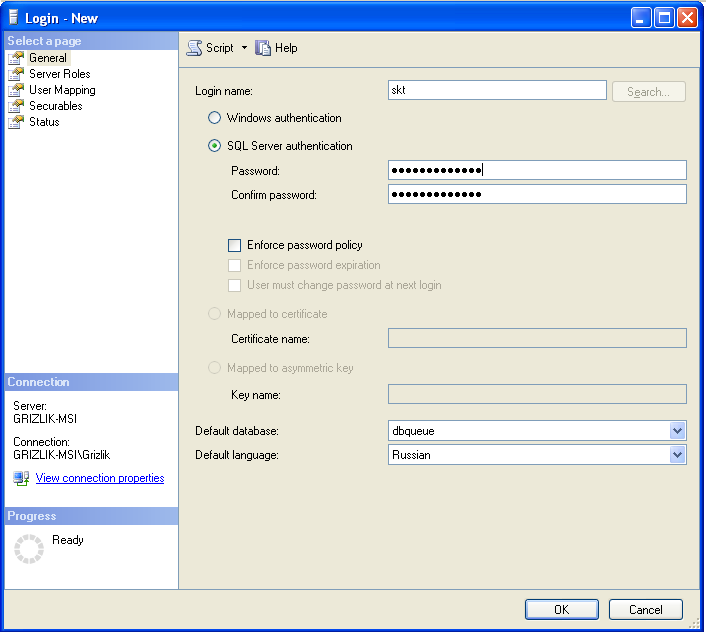 Login - New
Select a page
General
Server Roles
User Mapping
Securables
Status
Connection
Server:
GRIZLIK-MSI
Connection:
GRIZLIK-MSI\Grizlik
View connection properties
Progress
Ready
Script Help
Login name: skt Search...
Windows authentication
SQL Server authentication
Password: ●●●●●●●●●●●●●
Confirm password: ●●●●●●●●●●●●●
Enforce password policy
Enforce password expiration
User must change password at next login
Mapped to certificate
Certificate name:
Mapped to asymmetric key
Key name:
Default database: dbqueue
Default language: Russian
OK Cancel